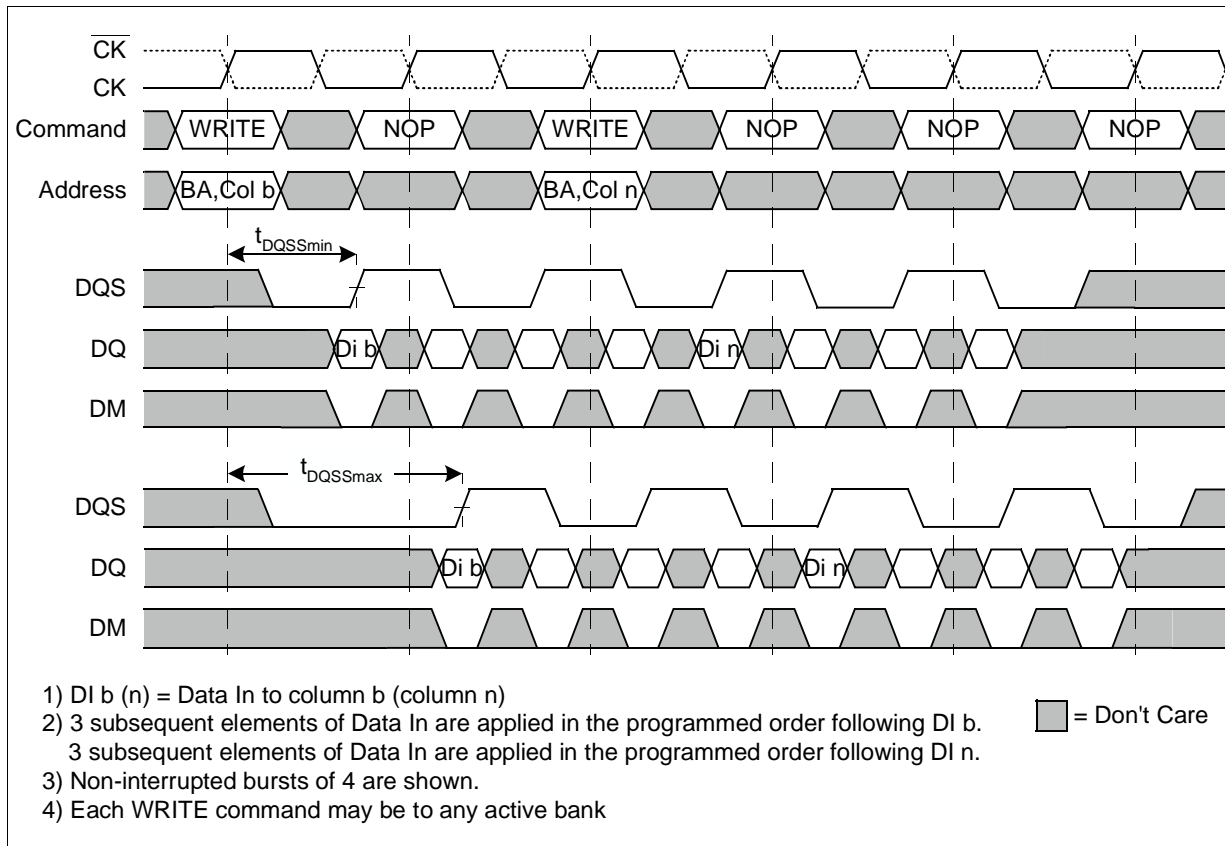 CK
CK
Command WRITE NOP WRITE NOP NOP NOP
Address BA,Col b BA,Col n
tDQSSmin
DQS
DQ Di b Di n
DM
tDQSSmax
DQS
DQ Di b Di n
DM
1) DI b (n) = Data In to column b (column n)
2) 3 subsequent elements of Data In are applied in the programmed order following DI b.
3 subsequent elements of Data In are applied in the programmed order following DI n.
3) Non-interrupted bursts of 4 are shown.
4) Each WRITE command may be to any active bank
= Don't Care